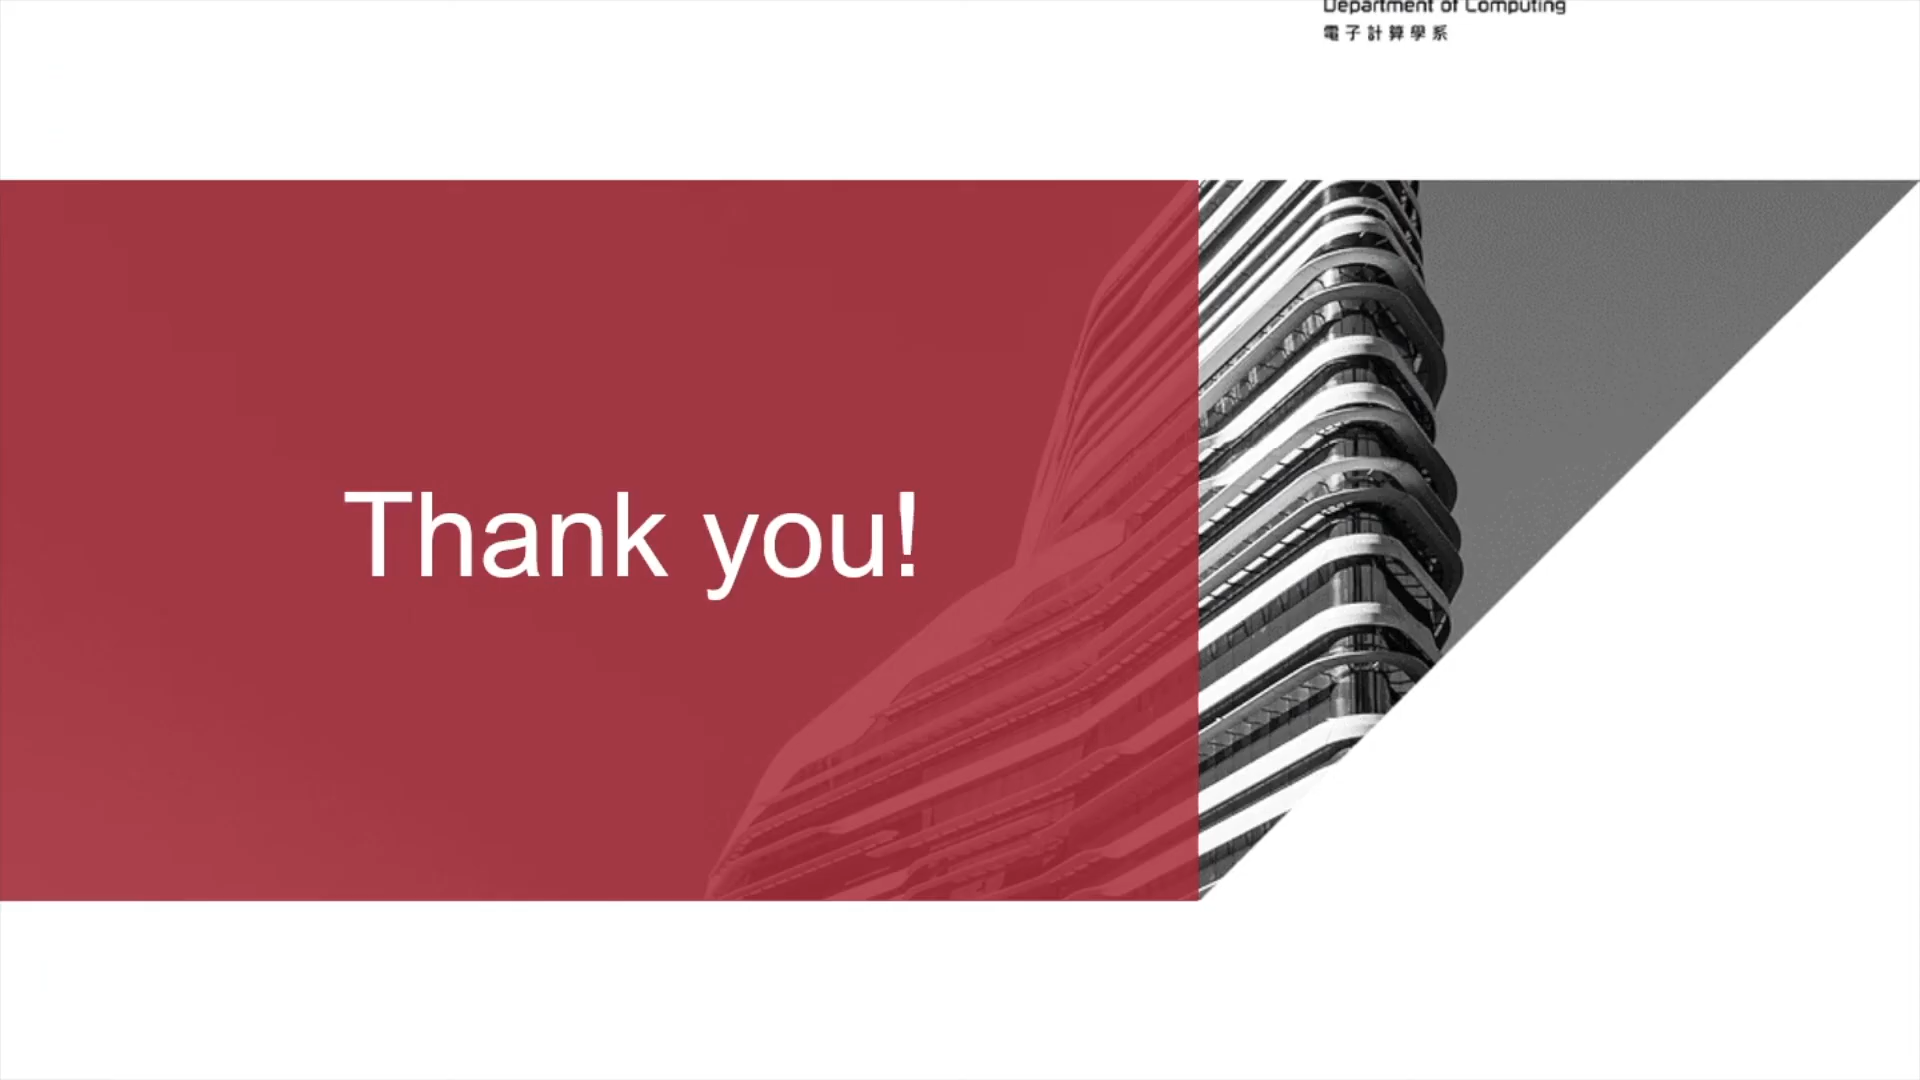 Department of Computing
電子計算學系
Thank you!